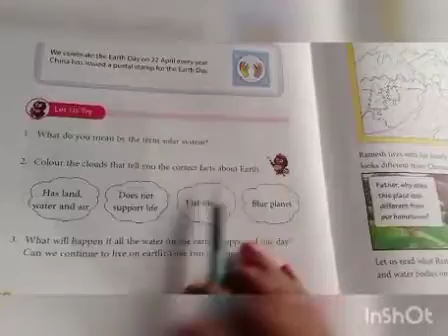 We celebrate the Earth Day on 22 April every year.
China has issued a postal stamp for the Earth Day.
Let Us Try
1. What do you mean by the term solar system?
2. Colour the clouds that tell you the correct facts about Earth.
Has land,
water and air
Does not
support life
Blue planet
3. What will happen if all the water on the
one day?
Can we continue to live on earth
Ramesh lives with his
looks different from
Father, why does
this place look
different from
our hometown?
Let us read what Ram
and water bodies on
InShOt